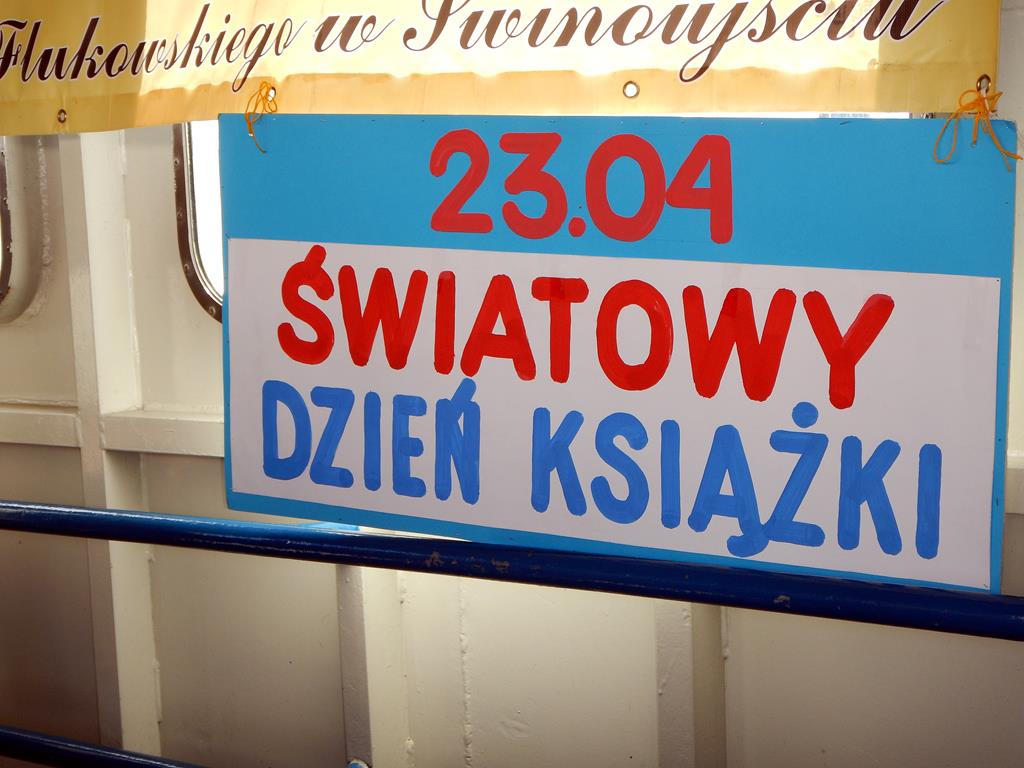 Flukowskiego w Świnoujściu
23.04
ŚWIATOWY
DZIEŃ KSIĄŻKI